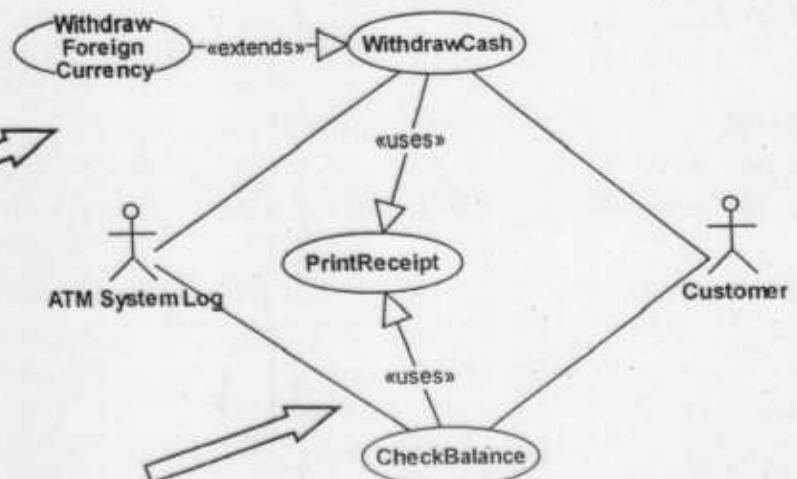 Withdraw
Foreign
Currency
«extends»
WithdrawCash
«uses»
PrintReceipt
ATM System Log
Customer
«uses»
CheckBalance